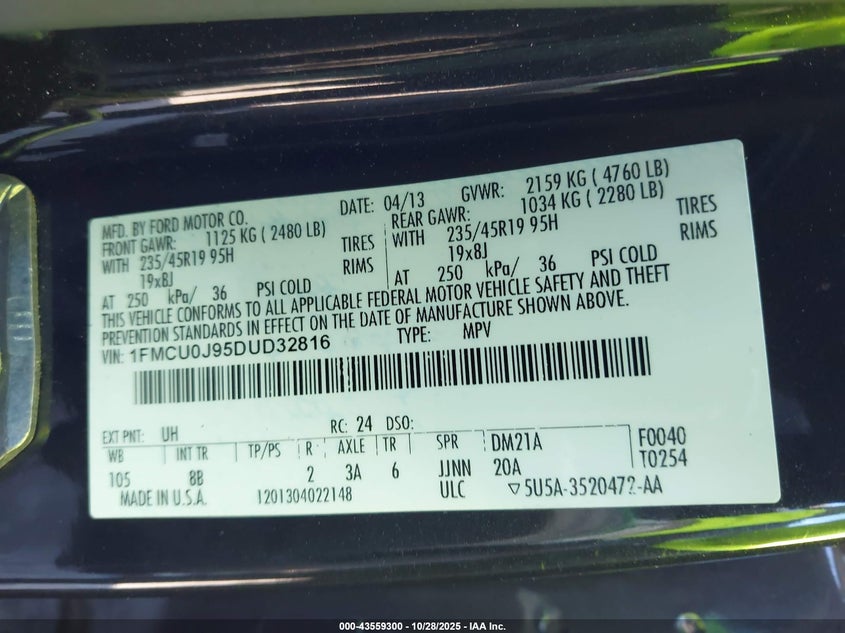 MFD. BY FORD MOTOR CO. DATE: 04/13 GVWR: 2159 KG ( 4760 LB)
FRONT GAWR: 1125 KG ( 2480 LB) REAR GAWR: 1034 KG ( 2280 LB)
WITH 235/45R19 95H TIRES WITH 235/45R19 95H TIRES
19x8J RIMS 19x8J RIMS
AT 250 kPa/ 36 PSI COLD AT 250 kPa/ 36 PSI COLD
THIS VEHICLE CONFORMS TO ALL APPLICABLE FEDERAL MOTOR VEHICLE SAFETY AND THEFT
PREVENTION STANDARDS IN EFFECT ON THE DATE OF MANUFACTURE SHOWN ABOVE.
VIN: 1FMCU0J95DUD32816 TYPE: MPV
EXT PNT: UH RC: 24 DSO:
WB INT TR TP/PS R AXLE TR SPR DM21A F0040
105 8B 2 3A 6 JJNN 20A T0254
MADE IN U.S.A. 1201304022148 ULC ▽5U5A-3520472-AA
000-43559300 | 10/28/2025 - IAA Inc.